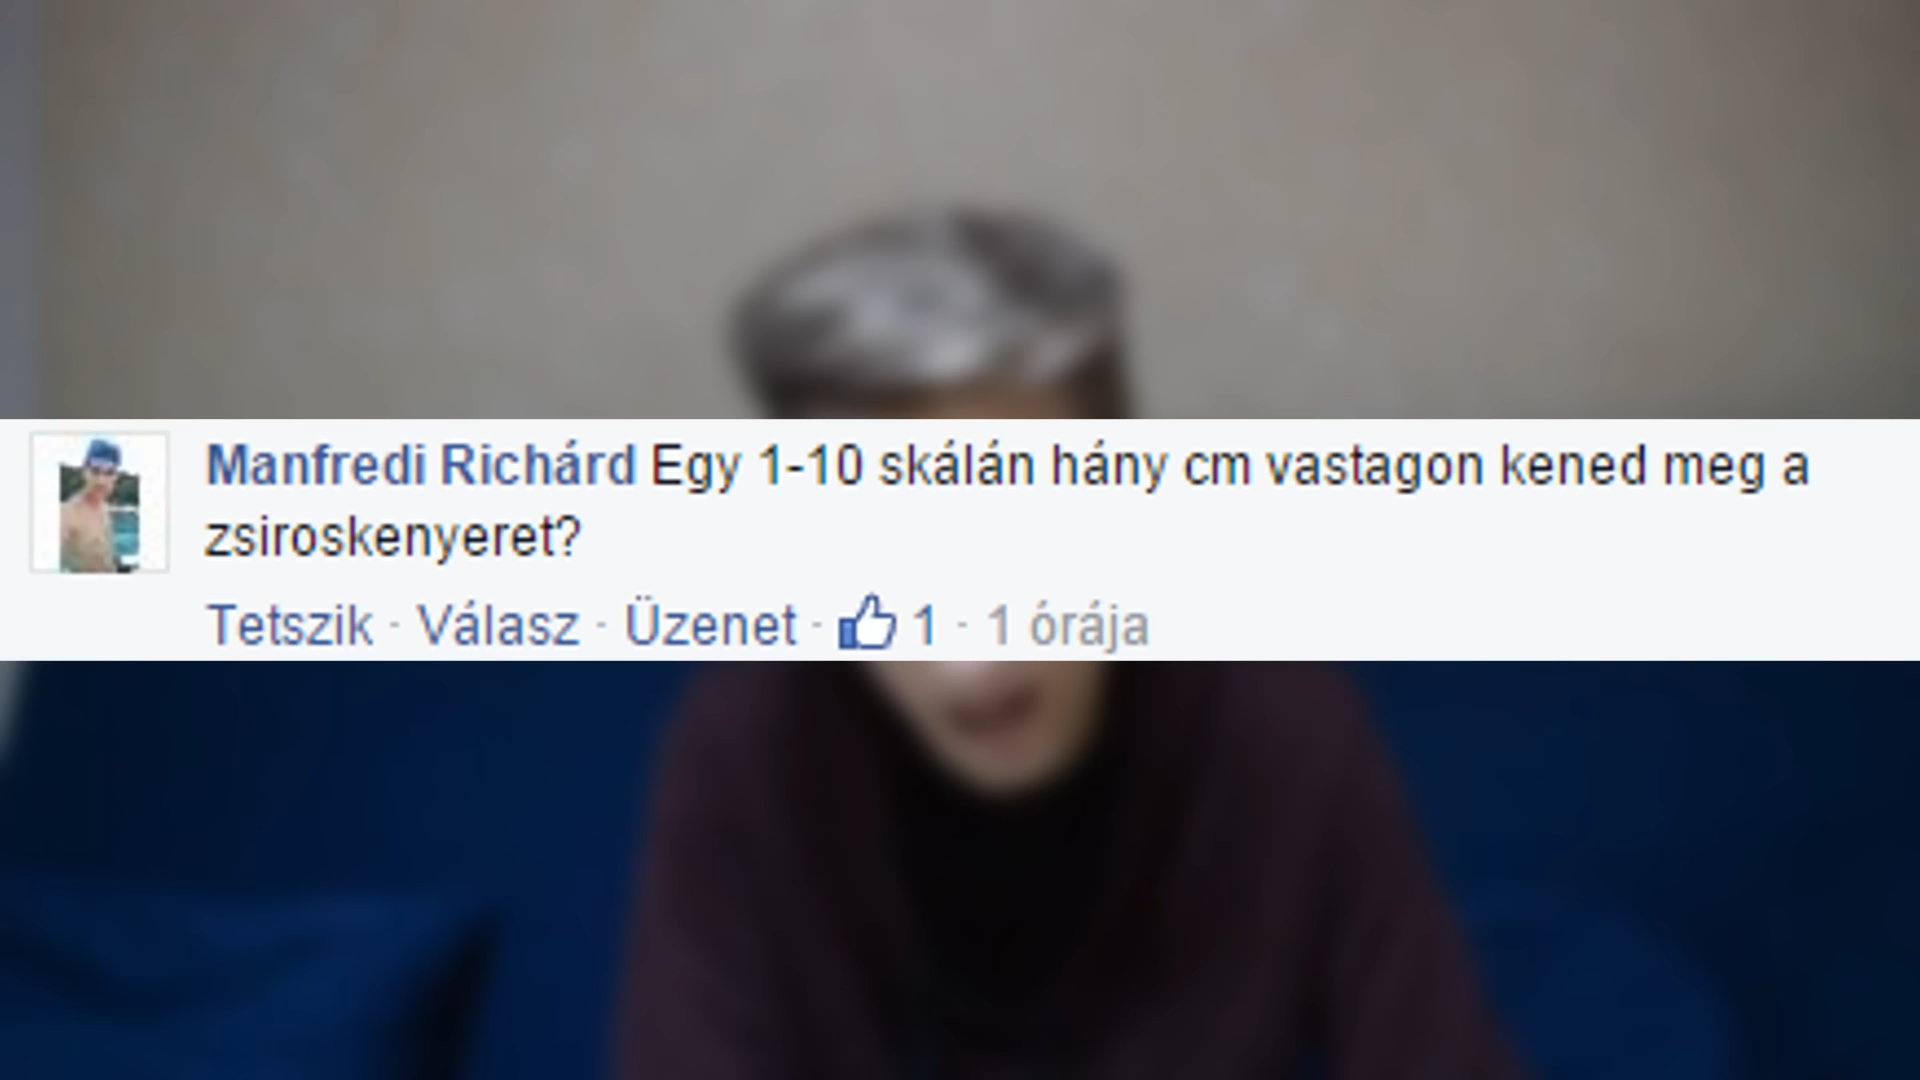 Manfredi Richárd Egy 1-10 skálán hány cm vastagon kened meg a
zsiroskenyeret?
Tetszik · Válasz · Üzenet · 1 · 1 órája